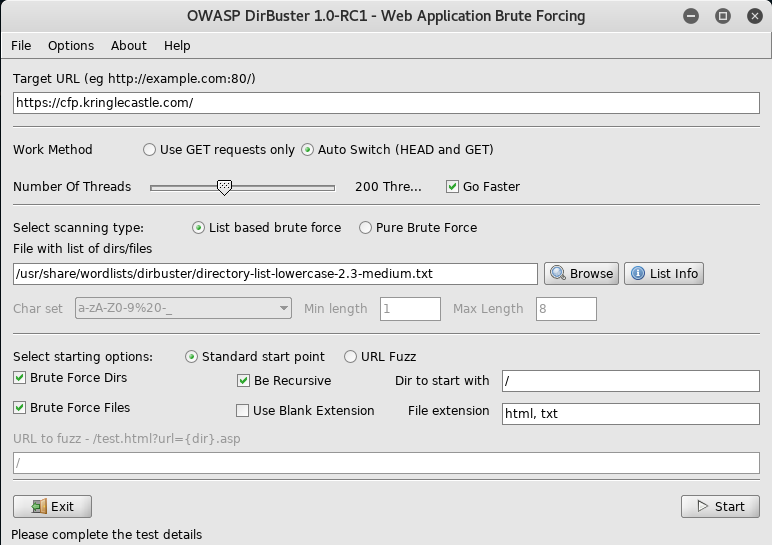 OWASP DirBuster 1.0-RC1 - Web Application Brute Forcing
File Options About Help
Target URL (eg http://example.com:80/)
https://cfp.kringlecastle.com/
Work Method Use GET requests only Auto Switch (HEAD and GET)
Number Of Threads 200 Thre... Go Faster
Select scanning type: List based brute force Pure Brute Force
File with list of dirs/files
/usr/share/wordlists/dirbuster/directory-list-lowercase-2.3-medium.txt Browse List Info
Char set a-zA-Z0-9%20-_ Min length 1 Max Length 8
Select starting options: Standard start point URL Fuzz
Brute Force Dirs Be Recursive Dir to start with /
Brute Force Files Use Blank Extension File extension html, txt
URL to fuzz - /test.html?url={dir}.asp
/
Exit Start
Please complete the test details